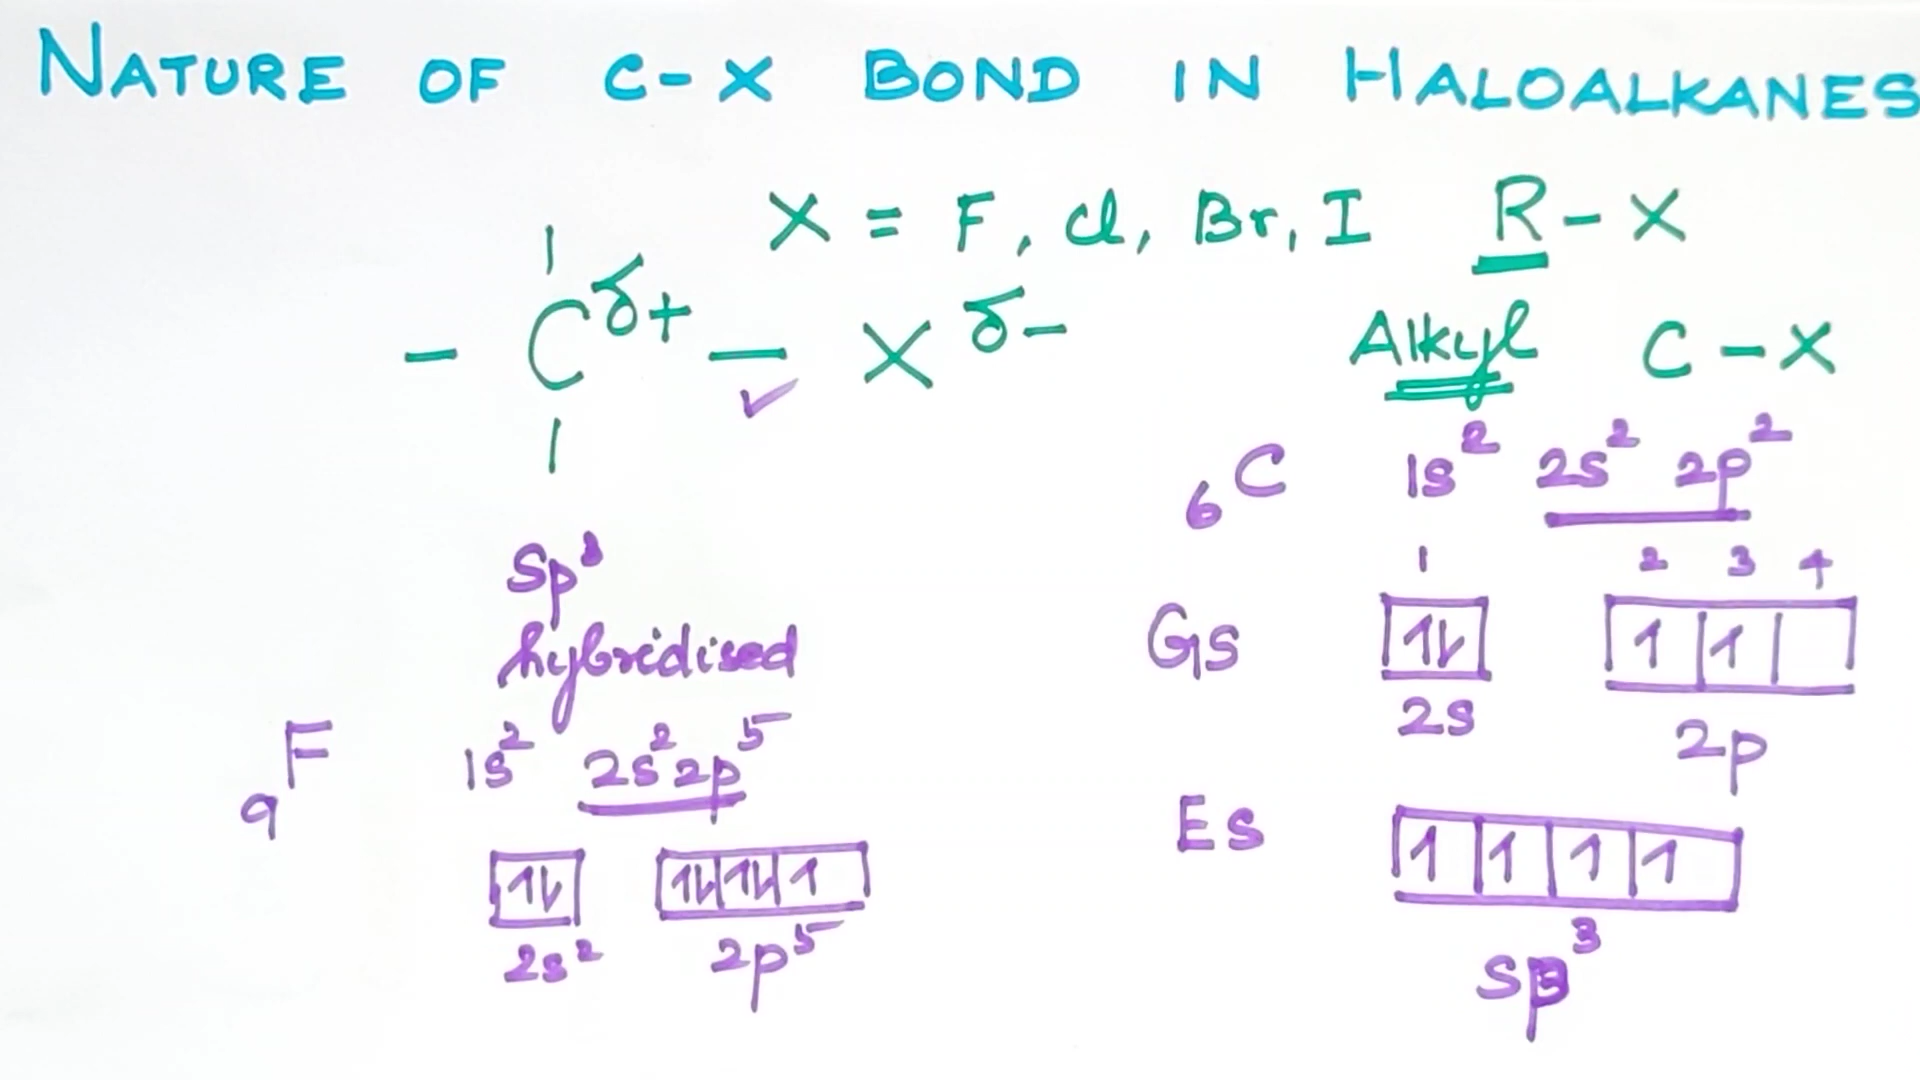 NATURE OF C-X BOND IN HALOALKANES
X = F, Cl, Br, I R-X
- C δ+ - X δ-
Alkyl C-X
₆C 1s² 2s² 2p²
sp³
hybridised
1 2 3 4
Gs 1⇂ 1 1
2s 2p
₉F 1s² 2s² 2p⁵
1⇂ 1⇂ 1⇂ 1
2s² 2p⁵
Es 1 1 1 1
sp³